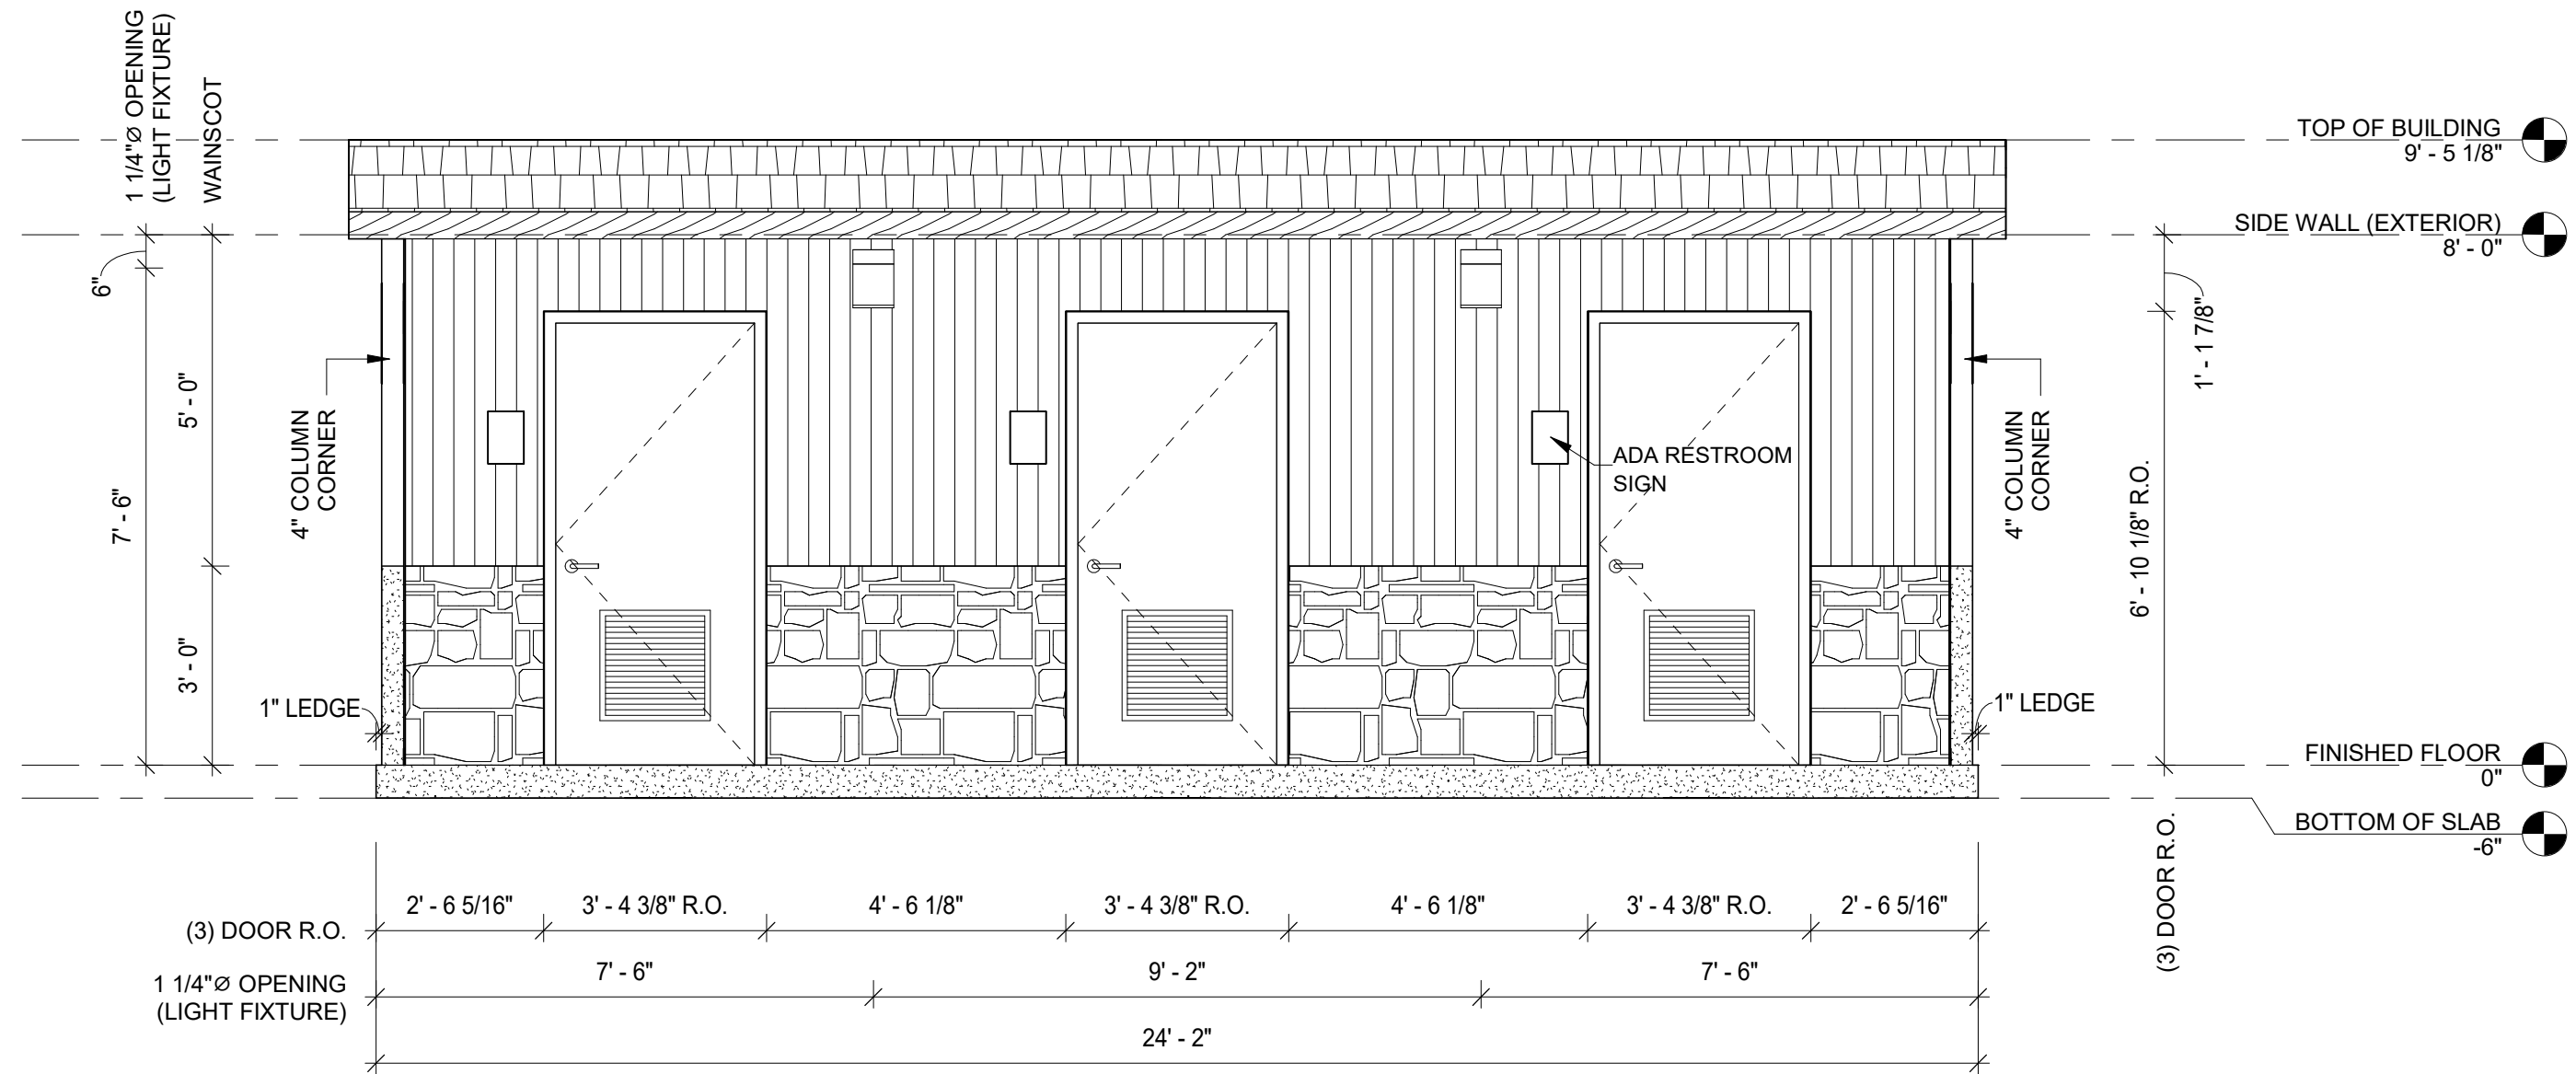 1 1/4"Ø OPENING
(LIGHT FIXTURE)
WAINSCOT
TOP OF BUILDING
9' - 5 1/8"
SIDE WALL (EXTERIOR)
8' - 0"
6"
5' - 0"
7' - 6"
3' - 0"
4" COLUMN
CORNER
1" LEDGE
ADA RESTROOM
SIGN
4" COLUMN
CORNER
1" LEDGE
1' - 1 7/8"
6' - 10 1/8" R.O.
(3) DOOR R.O.
FINISHED FLOOR
0"
BOTTOM OF SLAB
-6"
(3) DOOR R.O.
2' - 6 5/16"
3' - 4 3/8" R.O.
4' - 6 1/8"
3' - 4 3/8" R.O.
4' - 6 1/8"
3' - 4 3/8" R.O.
2' - 6 5/16"
1 1/4"Ø OPENING
(LIGHT FIXTURE)
7' - 6"
9' - 2"
7' - 6"
24' - 2"